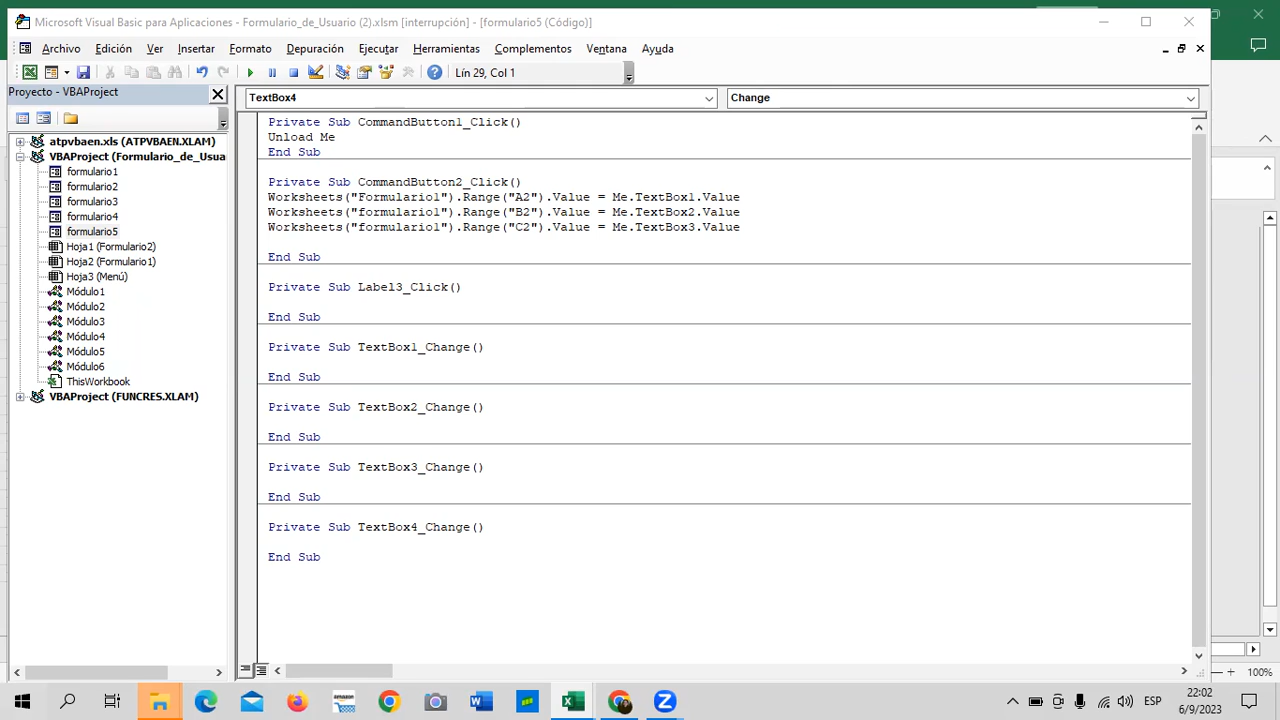 Microsoft Visual Basic para Aplicaciones - Formulario_de_Usuario (2).xlsm [interrupción] - [formulario5 (Código)]
Archivo Edición Ver Insertar Formato Depuración Ejecutar Herramientas Complementos Ventana Ayuda
Lín 29, Col 1
Proyecto - VBAProject
TextBox4 Change
atpvbaen.xls (ATPVBAEN.XLAM)
VBAProject (Formulario_de_Usua
formulario1
formulario2
formulario3
formulario4
formulario5
Hoja1 (Formulario2)
Hoja2 (Formulario1)
Hoja3 (Menú)
Módulo1
Módulo2
Módulo3
Módulo4
Módulo5
Módulo6
ThisWorkbook
VBAProject (FUNCRES.XLAM)
Private Sub CommandButton1_Click()
Unload Me
End Sub
Private Sub CommandButton2_Click()
Worksheets("Formulario1").Range("A2").Value = Me.TextBox1.Value
Worksheets("formulario1").Range("B2").Value = Me.TextBox2.Value
Worksheets("formulario1").Range("C2").Value = Me.TextBox3.Value
End Sub
Private Sub Label3_Click()
End Sub
Private Sub TextBox1_Change()
End Sub
Private Sub TextBox2_Change()
End Sub
Private Sub TextBox3_Change()
End Sub
Private Sub TextBox4_Change()
End Sub
100%
amazon
ESP
22:02
6/9/2023